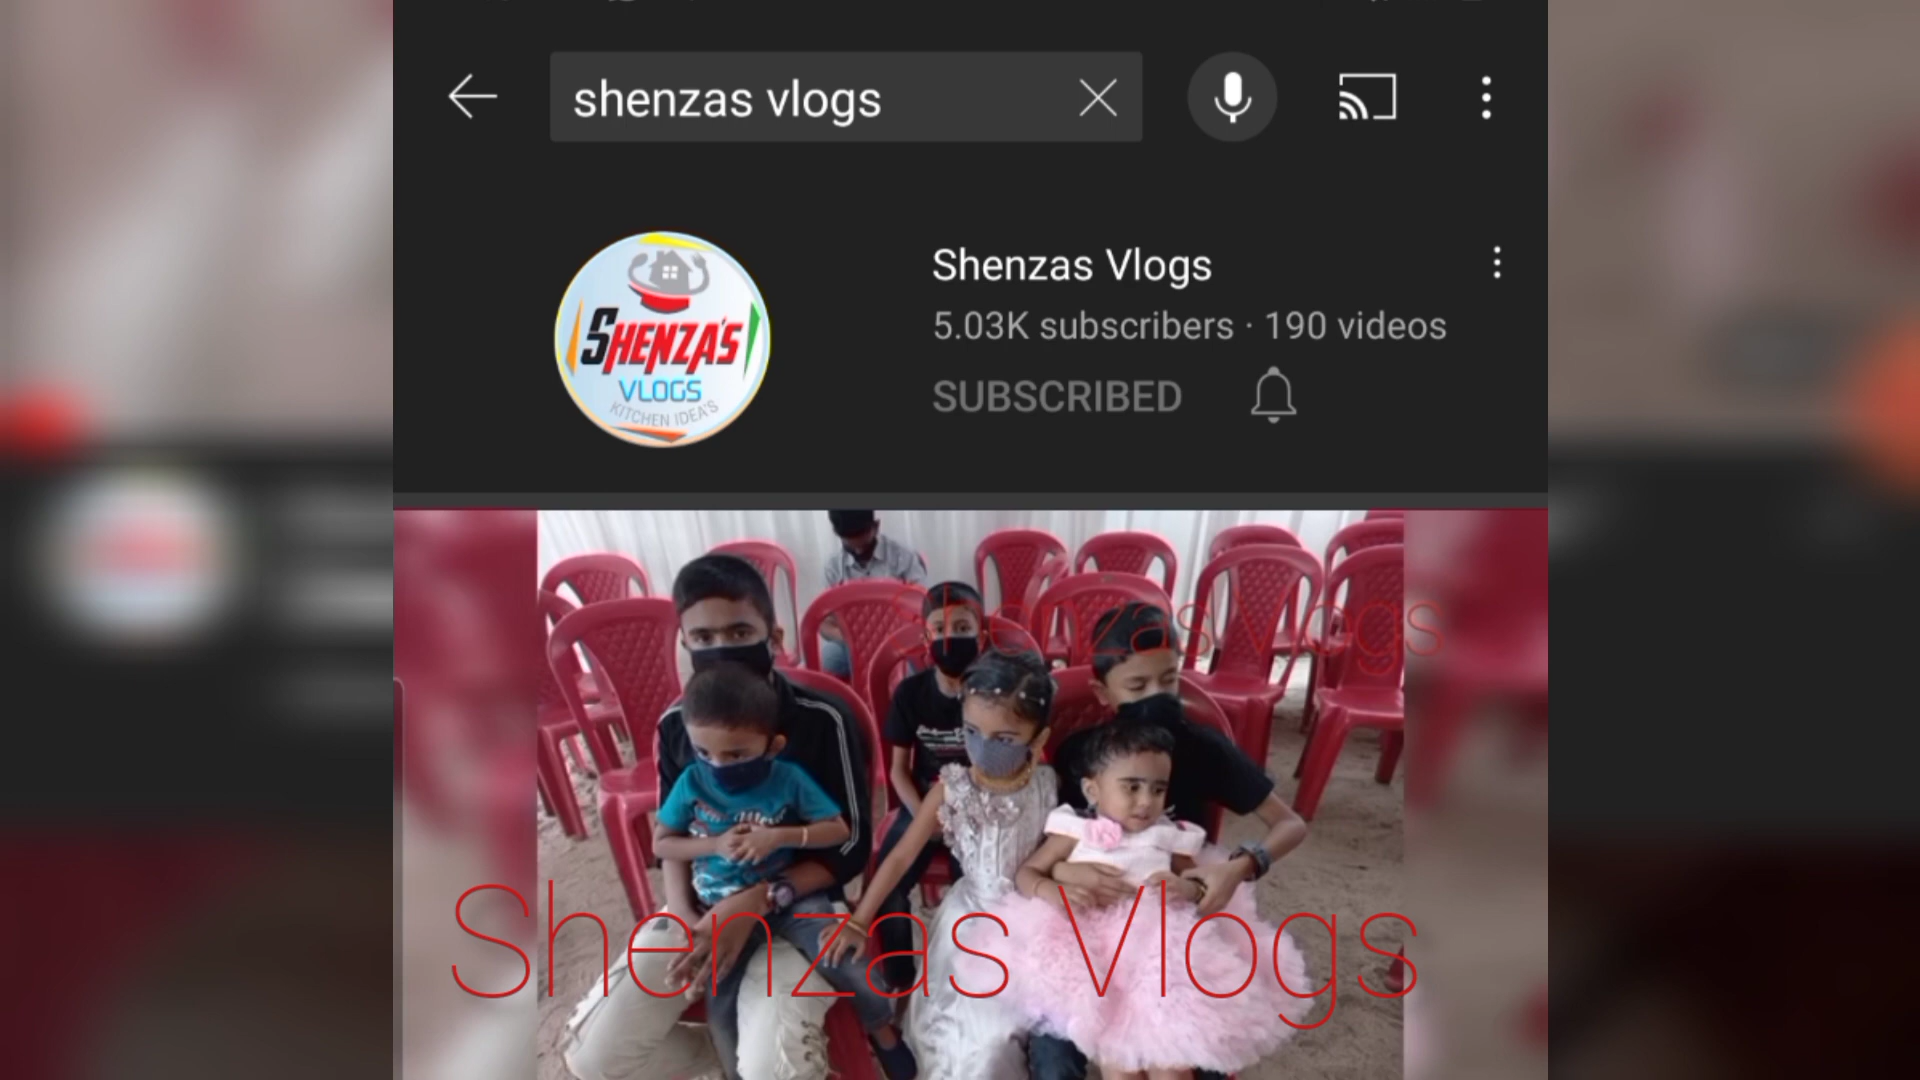 shenzas vlogs
Shenzas Vlogs
5.03K subscribers · 190 videos
SUBSCRIBED
SHENZA'S
VLOGS
KITCHEN IDEA'S
Shenzas Vlogs
Shenzas Vlogs